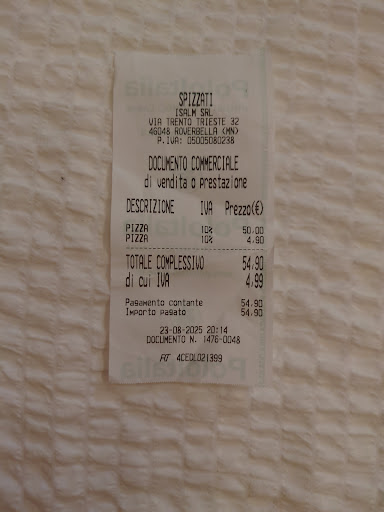 SPIZZATI
ISALM SRL
VIA TRENTO TRIESTE 32
46048 ROVERBELLA (MN)
P.IVA: 05005080238
DOCUMENTO COMMERCIALE
di vendita o prestazione
DESCRIZIONE IVA Prezzo(€)
PIZZA 10% 50,00
PIZZA 10% 4,90
TOTALE COMPLESSIVO 54,90
di cui IVA 4,99
Pagamento contante 54,90
Importo pagato 54,90
23-08-2025 20:14
DOCUMENTO N. 1476-0048
RT 4CEDL021399